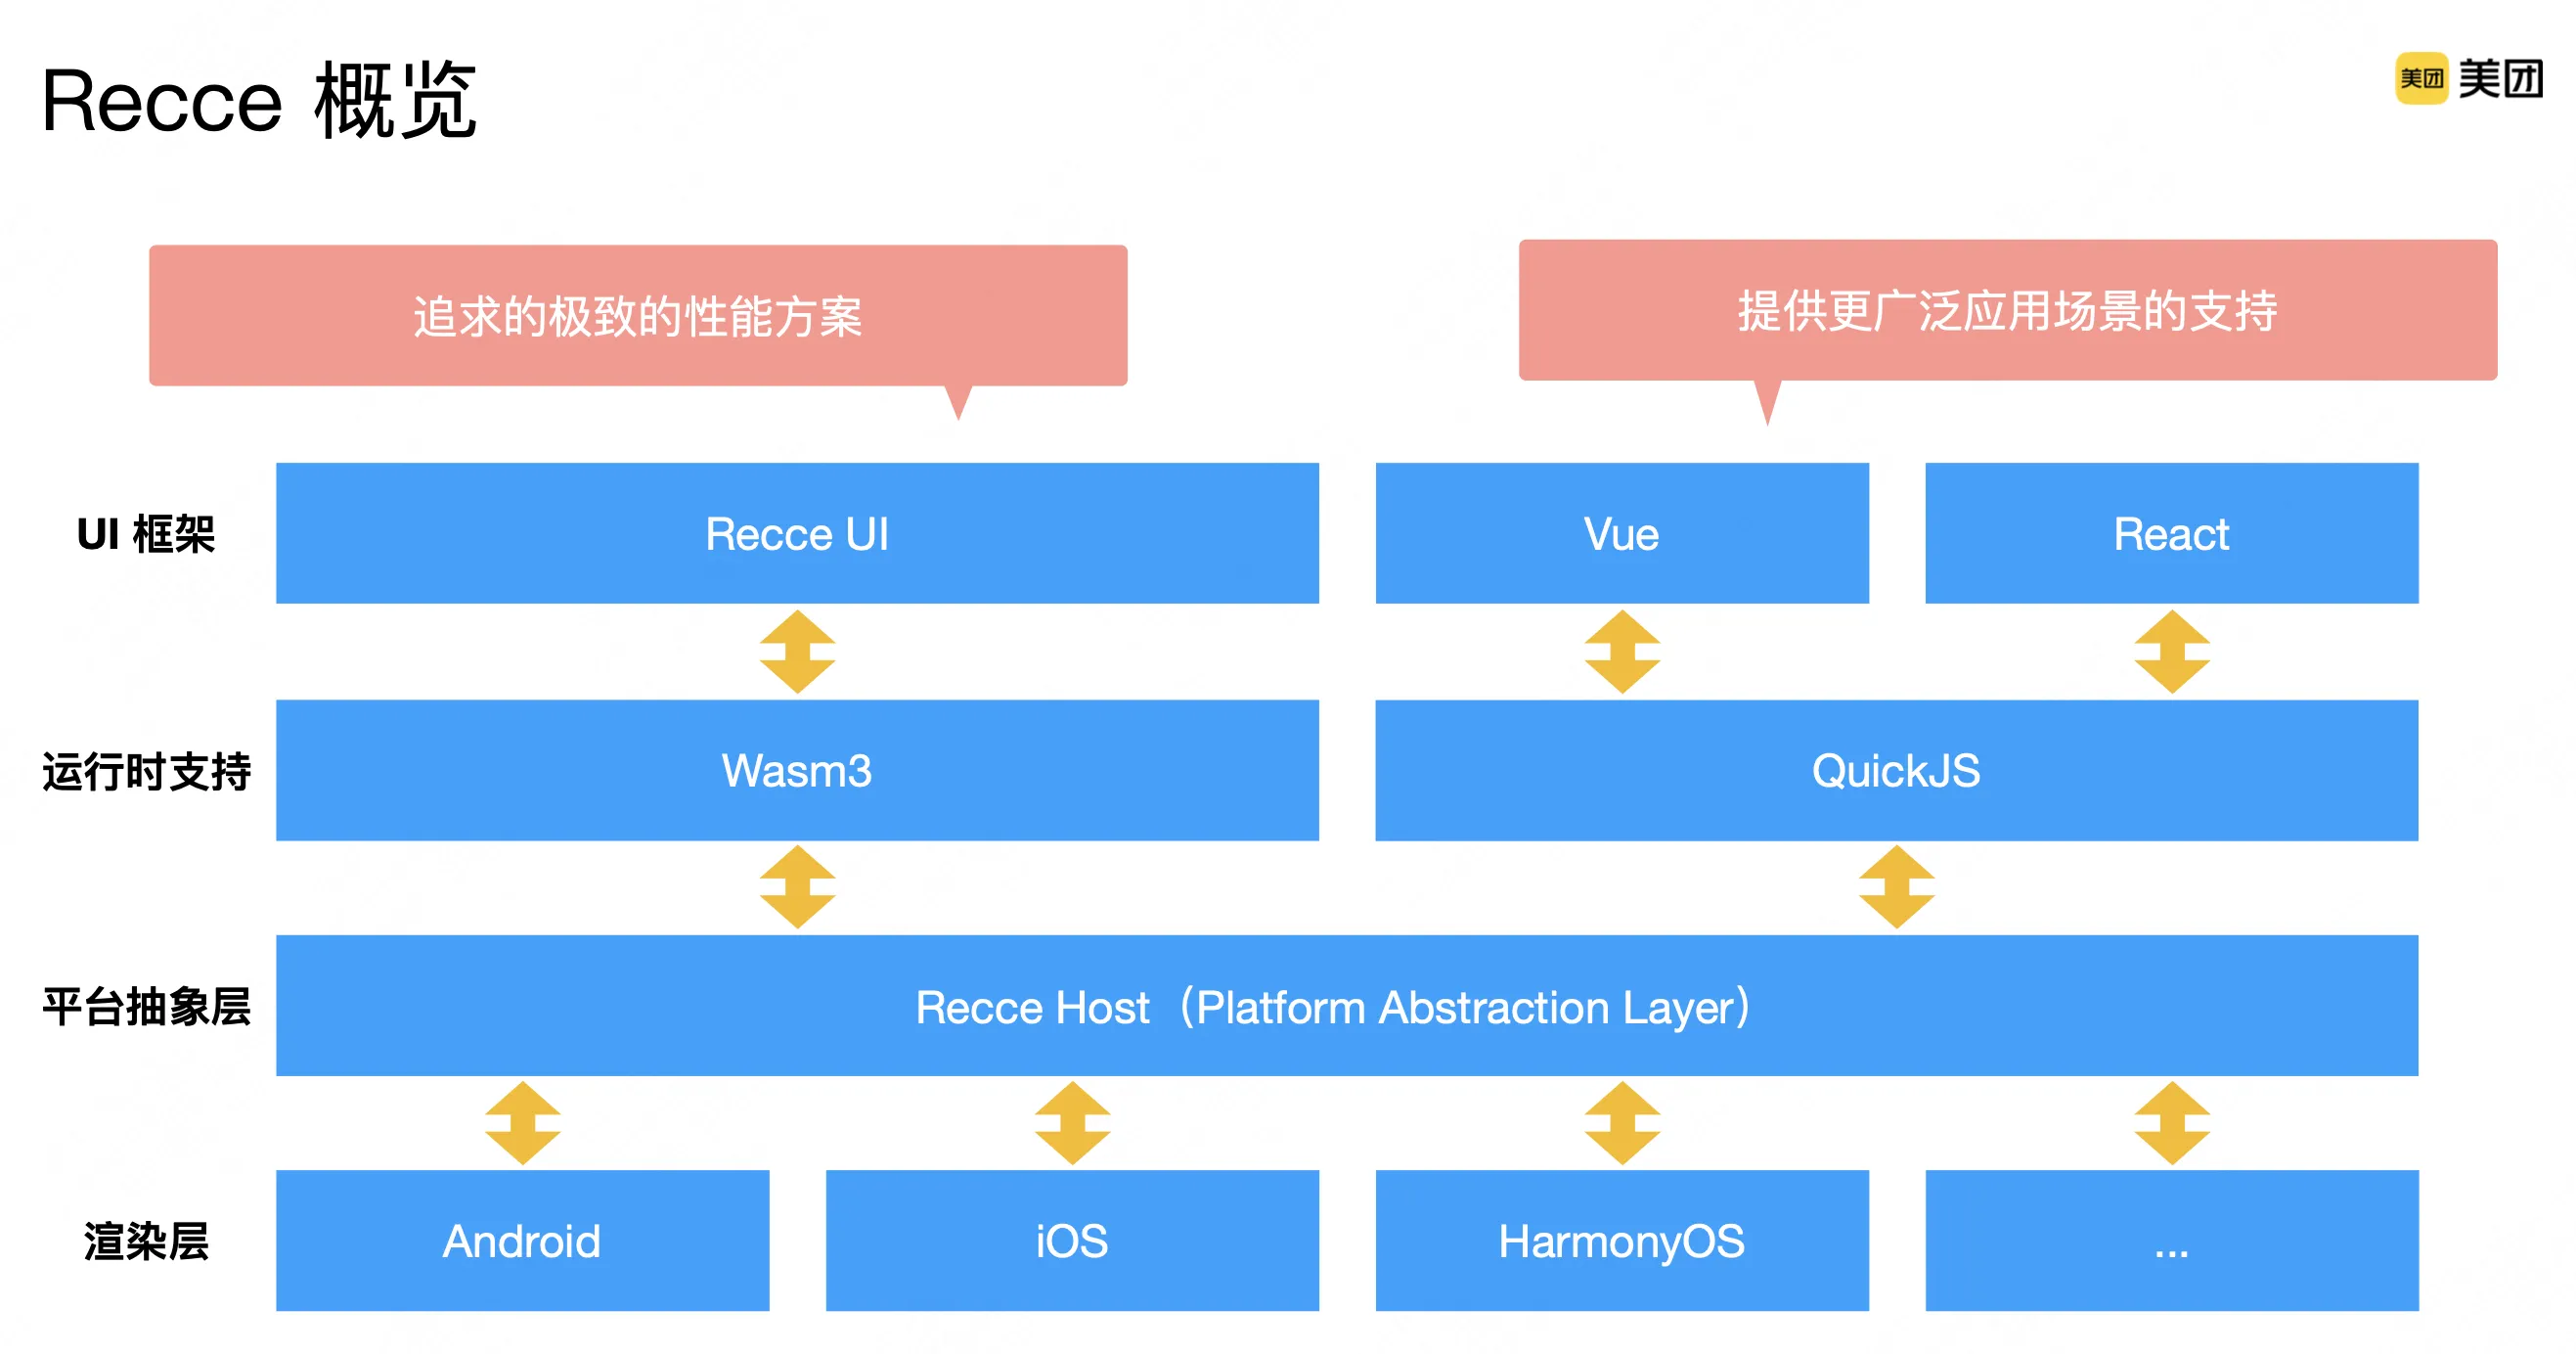 Recce 概览
美团 美团
追求的极致的性能方案
提供更广泛应用场景的支持
UI 框架
Recce UI
Vue
React
运行时支持
Wasm3
QuickJS
平台抽象层
Recce Host（Platform Abstraction Layer）
渲染层
Android
iOS
HarmonyOS
...